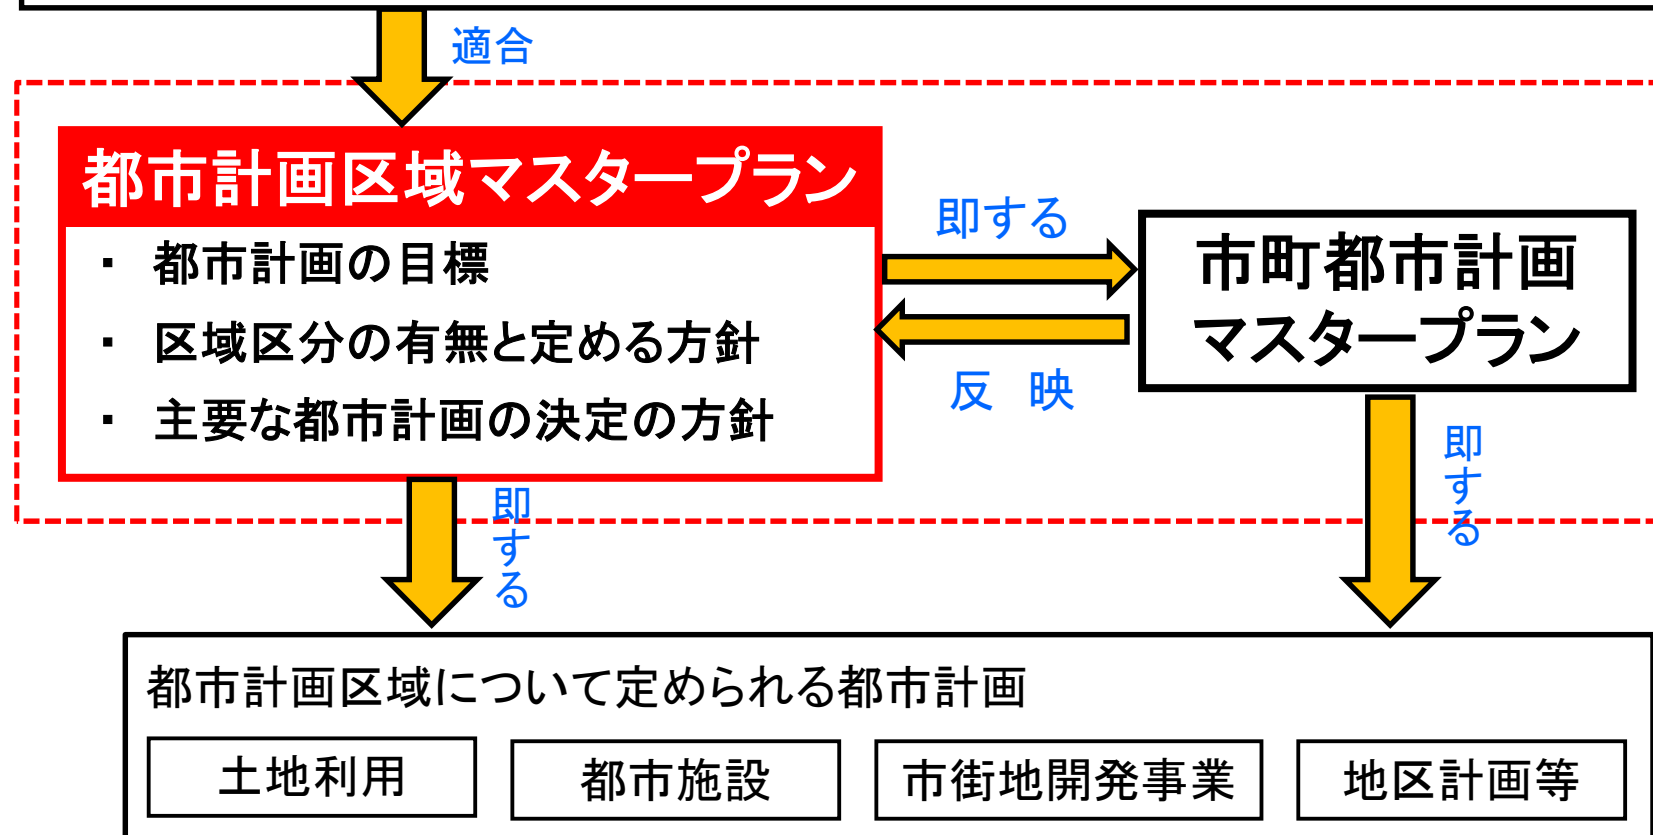 適合
都市計画区域マスタープラン
・ 都市計画の目標
・ 区域区分の有無と定める方針
・ 主要な都市計画の決定の方針
即する
反 映
市町都市計画
マスタープラン
即する
即する
都市計画区域について定められる都市計画
土地利用
都市施設
市街地開発事業
地区計画等